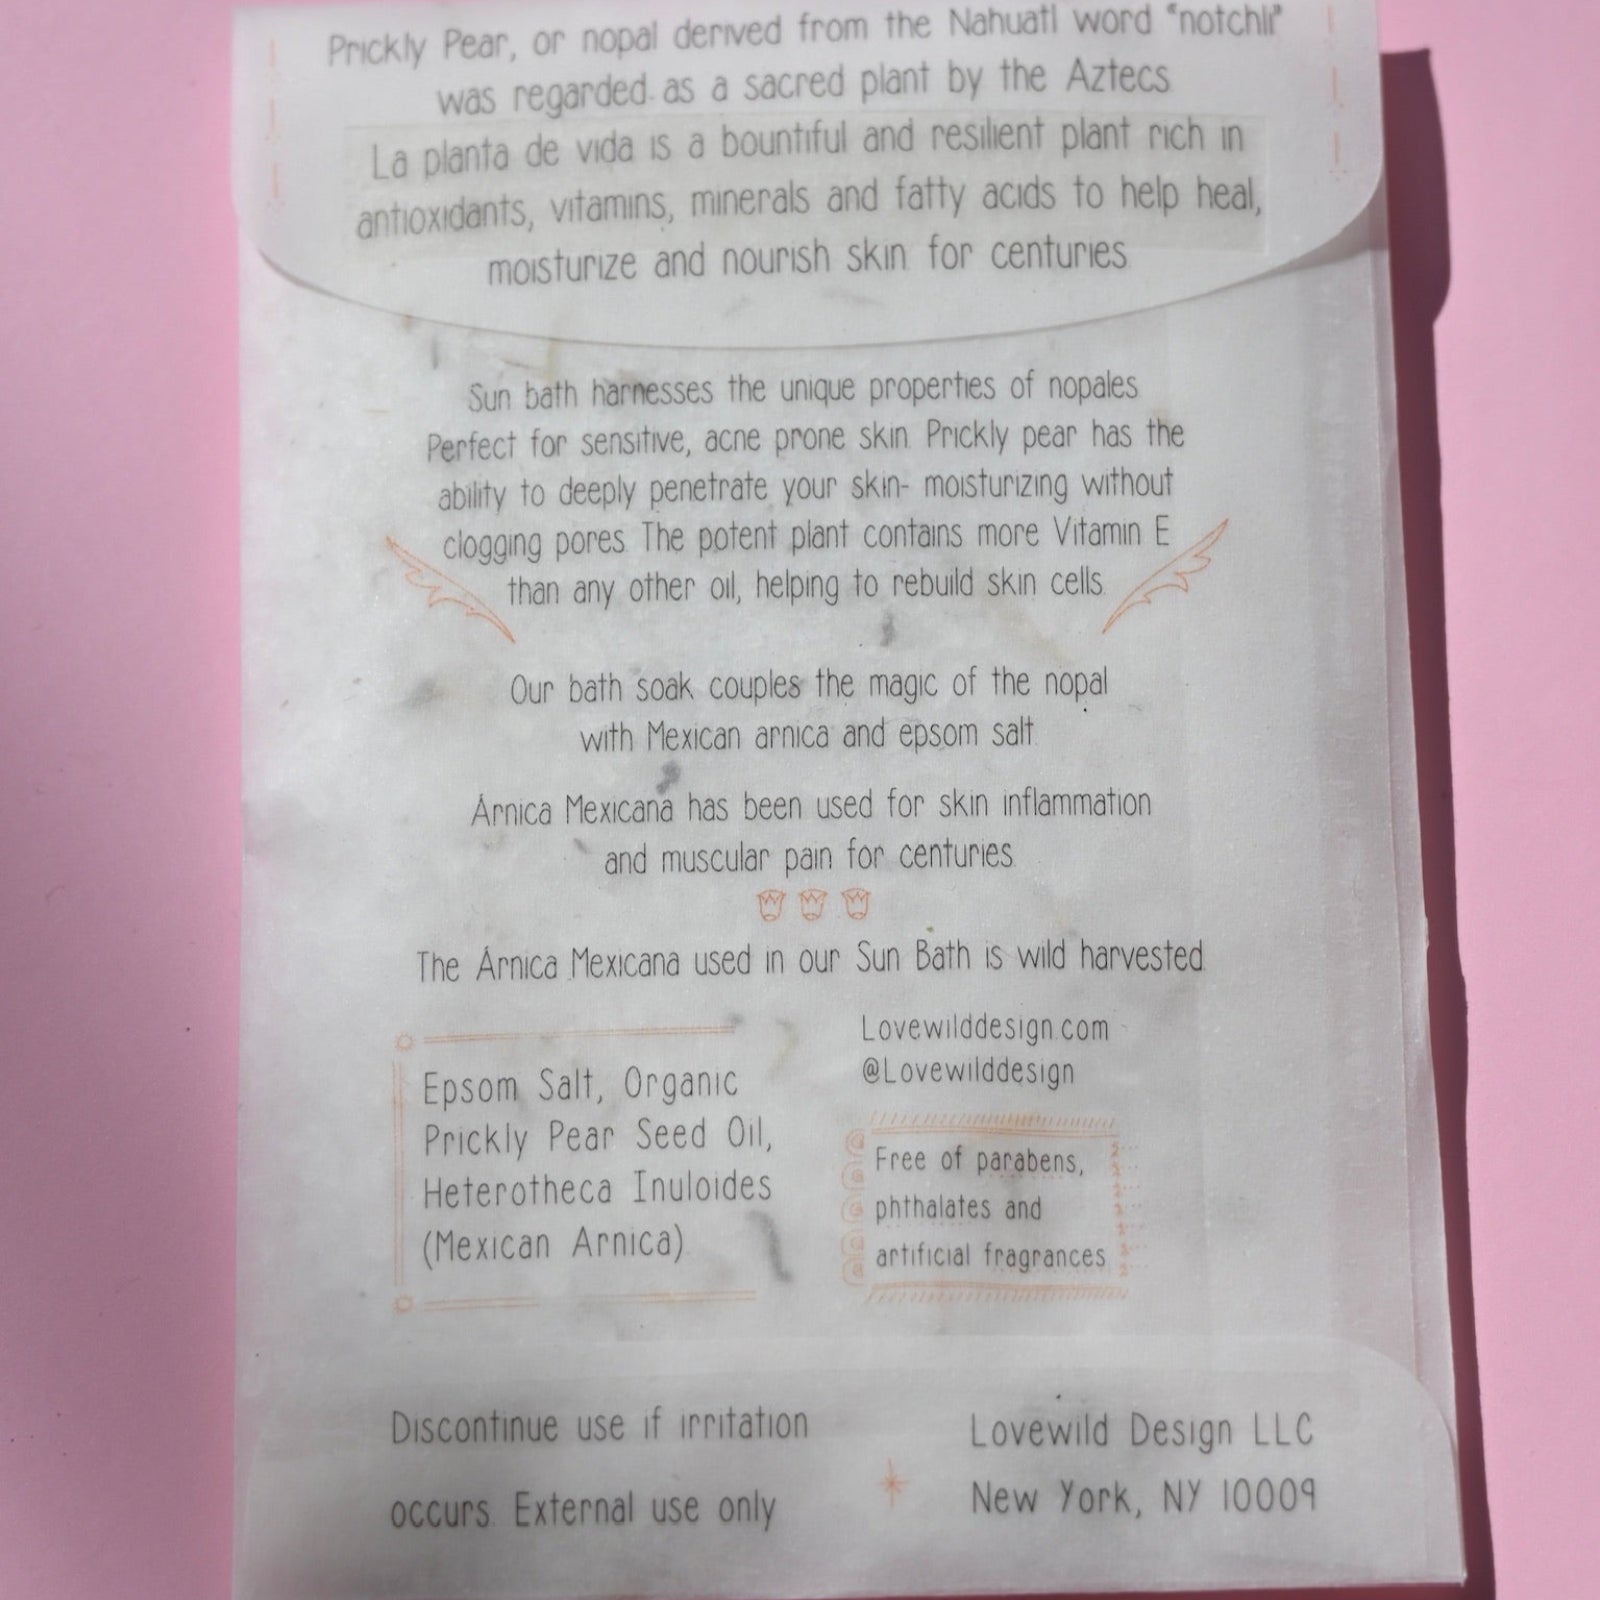 Prickly Pear, or nopal derived from the Nahuatl word "notchli"
was regarded as a sacred plant by the Aztecs.
La planta de vida is a bountiful and resilient plant rich in
antioxidants, vitamins, minerals and fatty acids to help heal,
moisturize and nourish skin for centuries.
Sun bath harnesses the unique properties of nopales.
Perfect for sensitive, acne prone skin. Prickly pear has the
ability to deeply penetrate your skin- moisturizing without
clogging pores. The potent plant contains more Vitamin E
than any other oil, helping to rebuild skin cells.
Our bath soak couples the magic of the nopal
with Mexican arnica and epsom salt.
Árnica Mexicana has been used for skin inflammation
and muscular pain for centuries.
The Árnica Mexicana used in our Sun Bath is wild harvested.
Lovewilddesign.com
@Lovewilddesign
Epsom Salt, Organic
Prickly Pear Seed Oil,
Heterotheca Inuloides
(Mexican Arnica)
Free of parabens,
phthalates and
artificial fragrances
Discontinue use if irritation
occurs. External use only
Lovewild Design LLC
New York, NY 10009